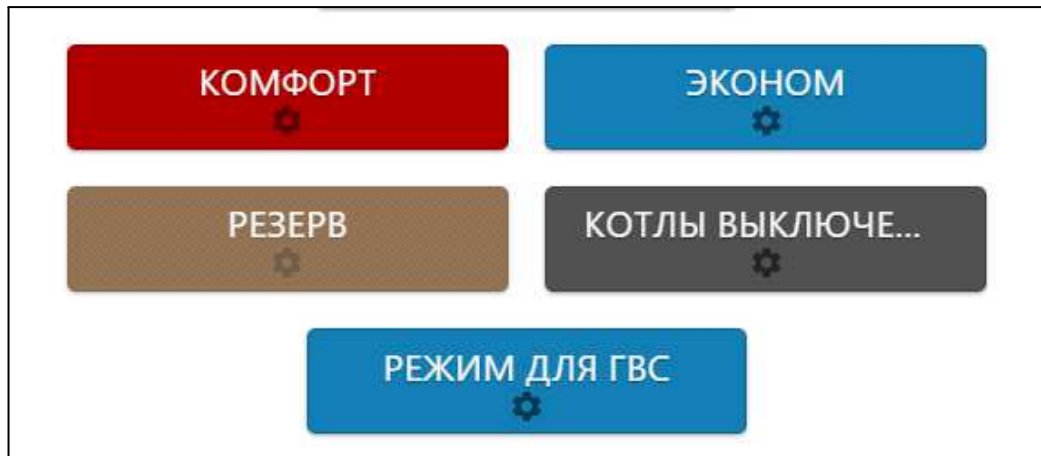 КОМФОРТ
ЭКОНОМ
РЕЗЕРВ
КОТЛЫ ВЫКЛЮЧЕ...
РЕЖИМ ДЛЯ ГВС